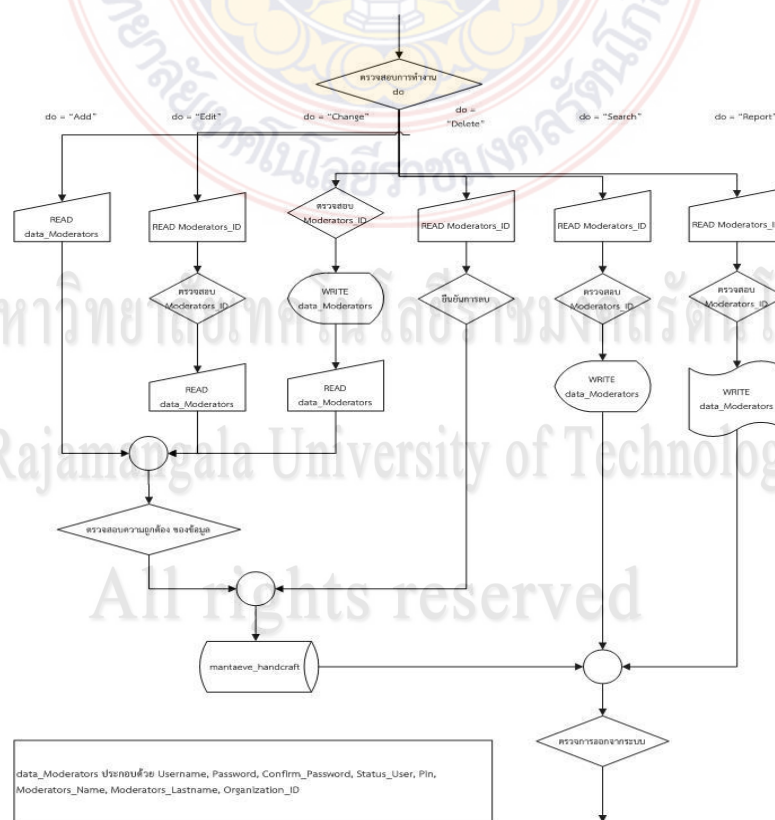 ตรวจสอบการทำงาน
do
do = "Add"
do = "Edit"
do = "Change"
do =
"Delete"
do = "Search"
do = "Report"
READ
data_Moderators
READ Moderators_ID
ตรวจสอบ
Moderators_ID
READ Moderators_ID
READ Moderators_ID
READ Moderators_ID
ตรวจสอบ
Moderators_ID
WRITE
data_Moderators
ยืนยันการลบ
ตรวจสอบ
Moderators_ID
ตรวจสอบ
Moderators_ID
READ
data_Moderators
READ
data_Moderators
WRITE
data_Moderators
WRITE
data_Moderators
Rajamangala University of Technolog
ตรวจสอบความถูกต้อง ของข้อมูล
All rights reserved
mantaeve_handcraft
ตรวจการออกจากระบบ
data_Moderators ประกอบด้วย Username, Password, Confirm_Password, Status_User, Pin,
Moderators_Name, Moderators_Lastname, Organization_ID